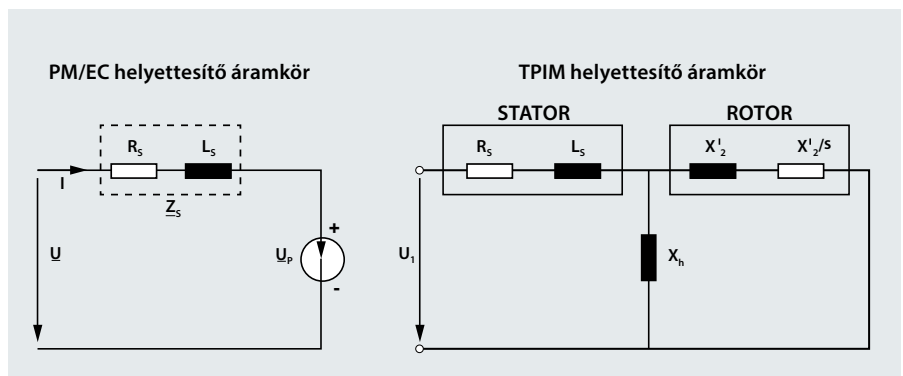 PM/EC helyettesítő áramkör
R_S
L_S
I
Z_S
U
U_P
+
-
TPIM helyettesítő áramkör
STATOR
ROTOR
R_S
L_S
X'_2
X'_2/s
U_1
X_h